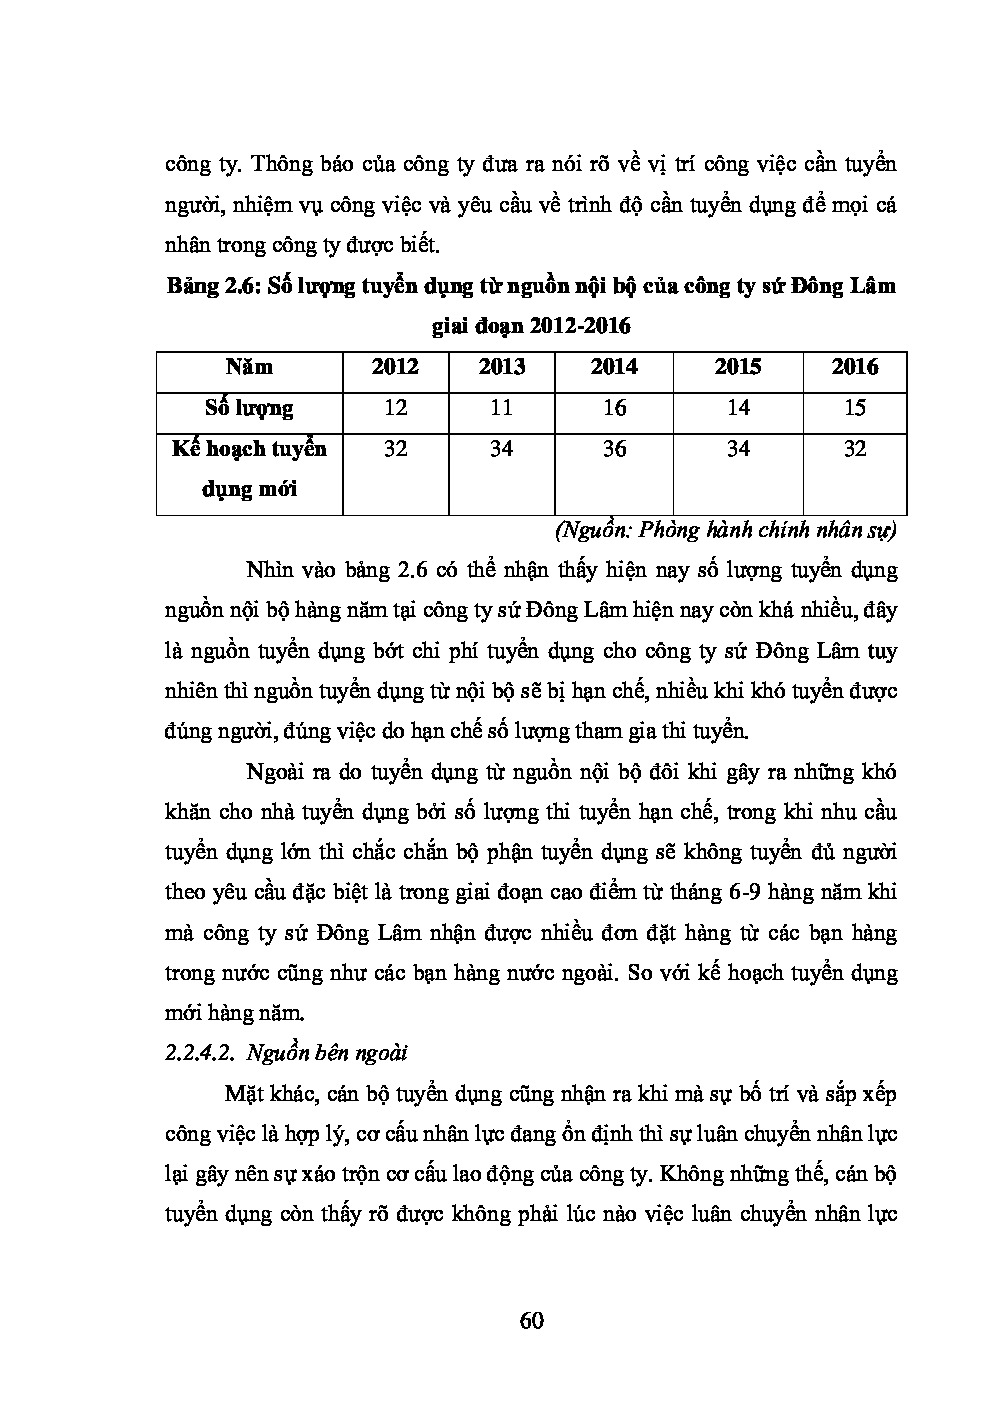 công ty. Thông báo của công ty đưa ra nói rõ về vị trí công việc cần tuyển
người, nhiệm vụ công việc và yêu cầu về trình độ cần tuyển dụng để mọi cá
nhân trong công ty được biết.
Bảng 2.6: Số lượng tuyển dụng từ nguồn nội bộ của công ty sứ Đông Lâm
giai đoạn 2012-2016
Năm 2012 2013 2014 2015 2016
Số lượng 12 11 16 14 15
Kế hoạch tuyển 32 34 36 34 32
dụng mới
(Nguồn: Phòng hành chính nhân sự)
Nhìn vào bảng 2.6 có thể nhận thấy hiện nay số lượng tuyển dụng
nguồn nội bộ hàng năm tại công ty sứ Đông Lâm hiện nay còn khá nhiều, đây
là nguồn tuyển dụng bớt chi phí tuyển dụng cho công ty sứ Đông Lâm tuy
nhiên thì nguồn tuyển dụng từ nội bộ sẽ bị hạn chế, nhiều khi khó tuyển được
đúng người, đúng việc do hạn chế số lượng tham gia thi tuyển.
Ngoài ra do tuyển dụng từ nguồn nội bộ đôi khi gây ra những khó
khăn cho nhà tuyển dụng bởi số lượng thi tuyển hạn chế, trong khi nhu cầu
tuyển dụng lớn thì chắc chắn bộ phận tuyển dụng sẽ không tuyển đủ người
theo yêu cầu đặc biệt là trong giai đoạn cao điểm từ tháng 6-9 hàng năm khi
mà công ty sứ Đông Lâm nhận được nhiều đơn đặt hàng từ các bạn hàng
trong nước cũng như các bạn hàng nước ngoài. So với kế hoạch tuyển dụng
mới hàng năm.
2.2.4.2. Nguồn bên ngoài
Mặt khác, cán bộ tuyển dụng cũng nhận ra khi mà sự bố trí và sắp xếp
công việc là hợp lý, cơ cấu nhân lực đang ổn định thì sự luân chuyển nhân lực
lại gây nên sự xáo trộn cơ cấu lao động của công ty. Không những thế, cán bộ
tuyển dụng còn thấy rõ được không phải lúc nào việc luân chuyển nhân lực
60